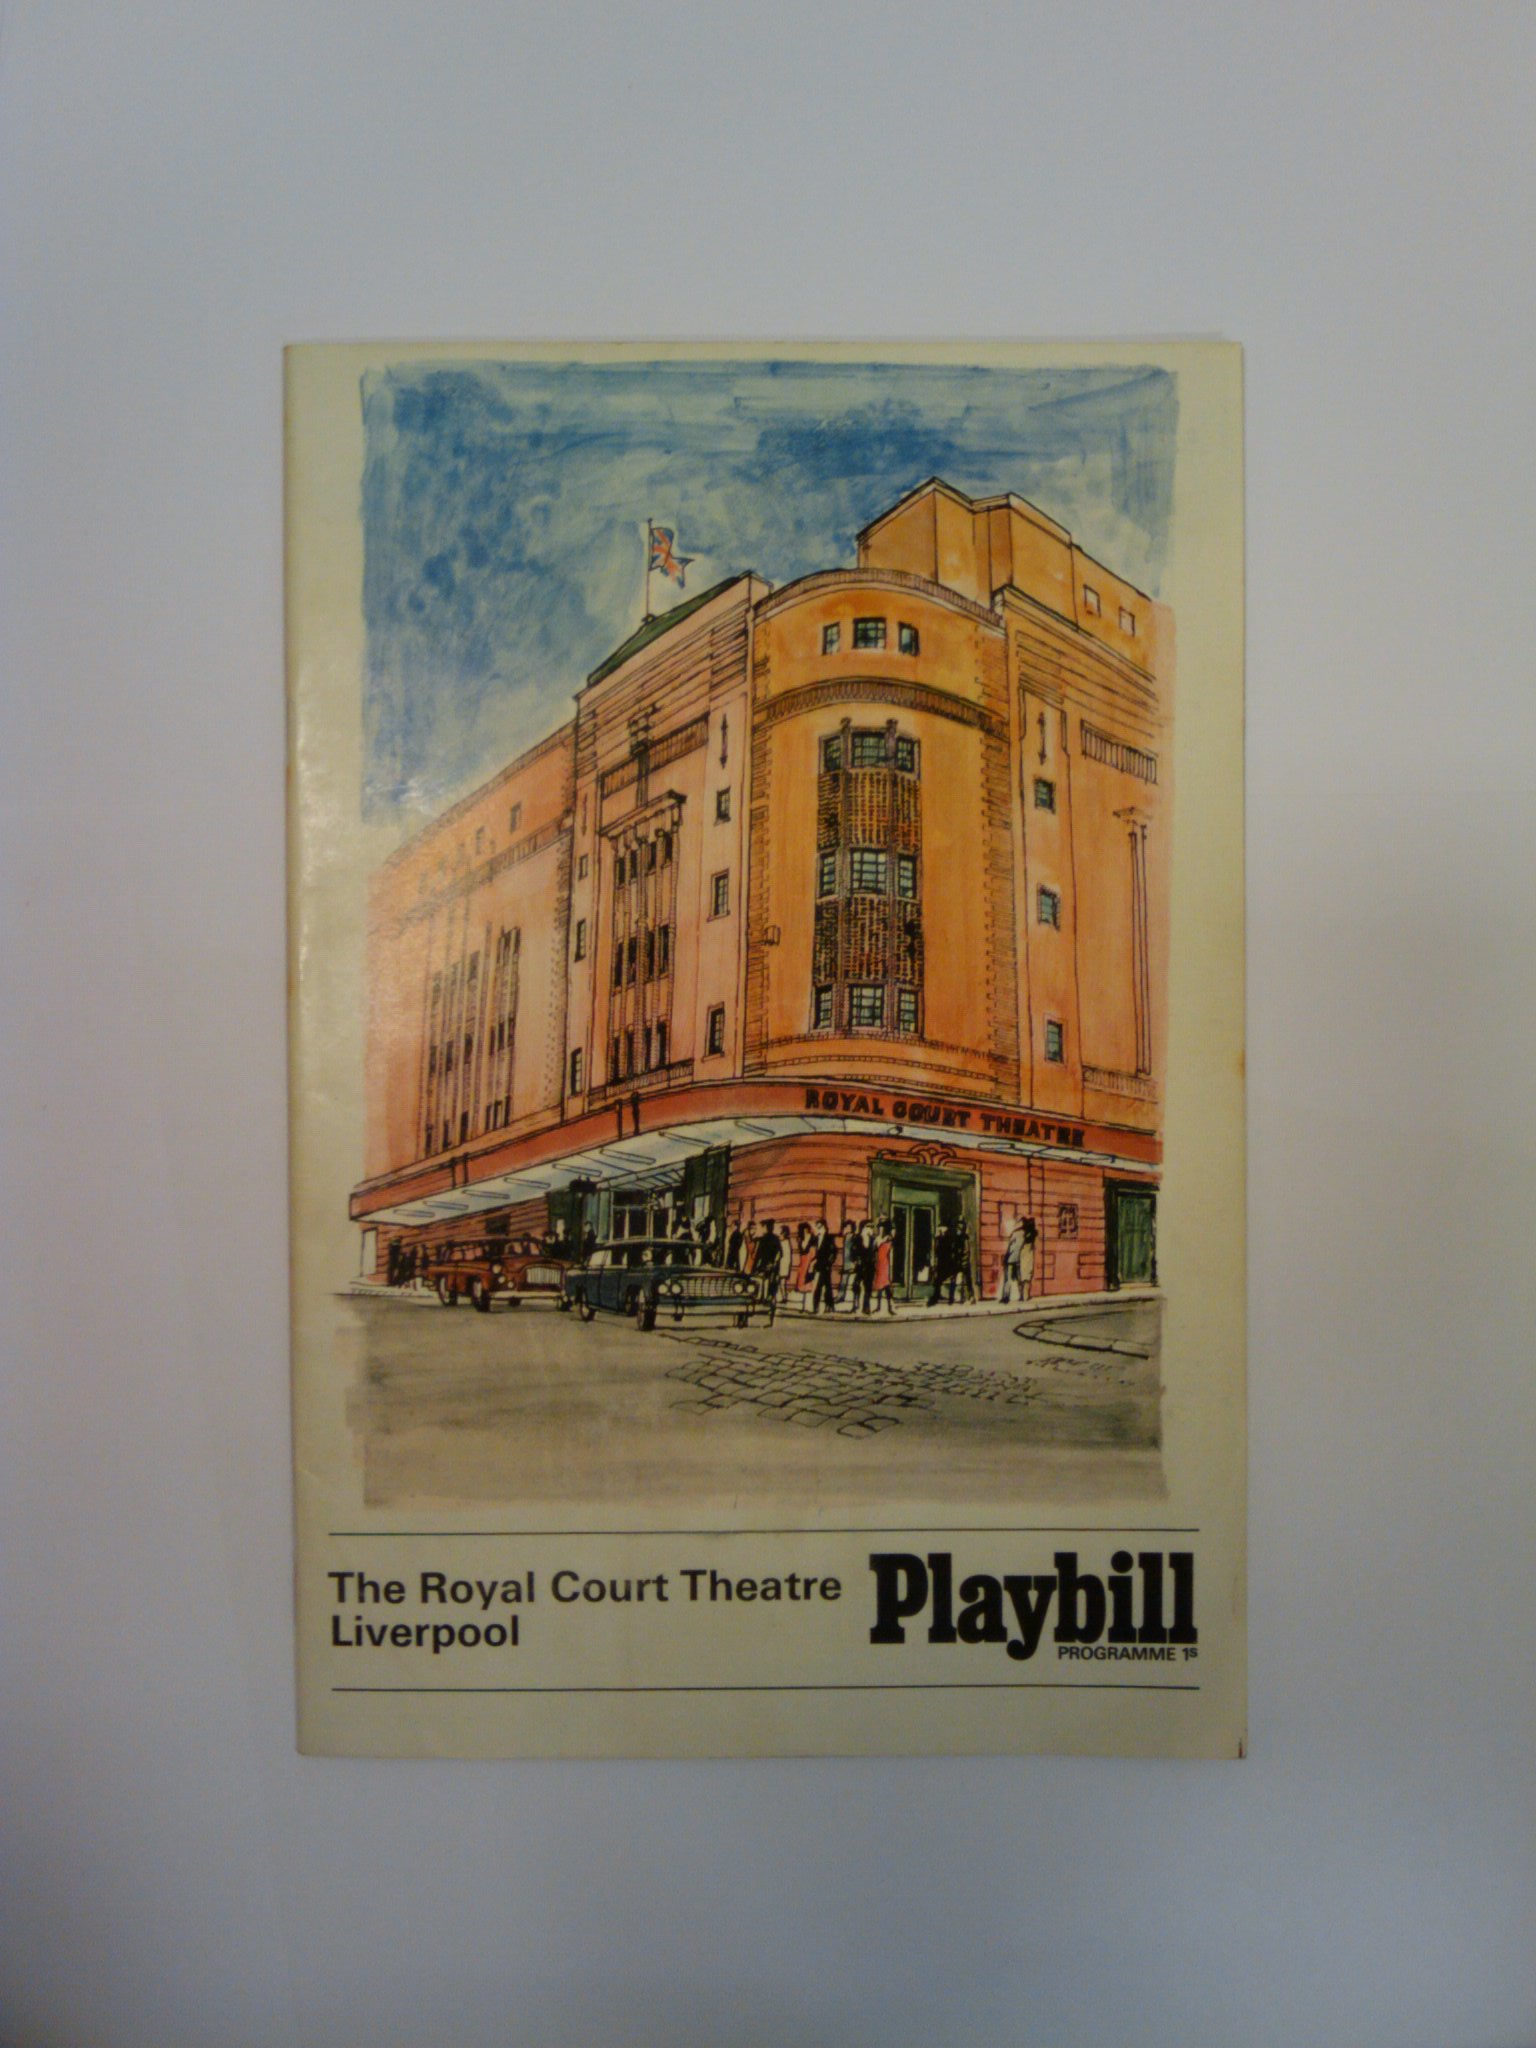 ROYAL COURT THEATRE
The Royal Court Theatre
Liverpool
Playbill
PROGRAMME 1s